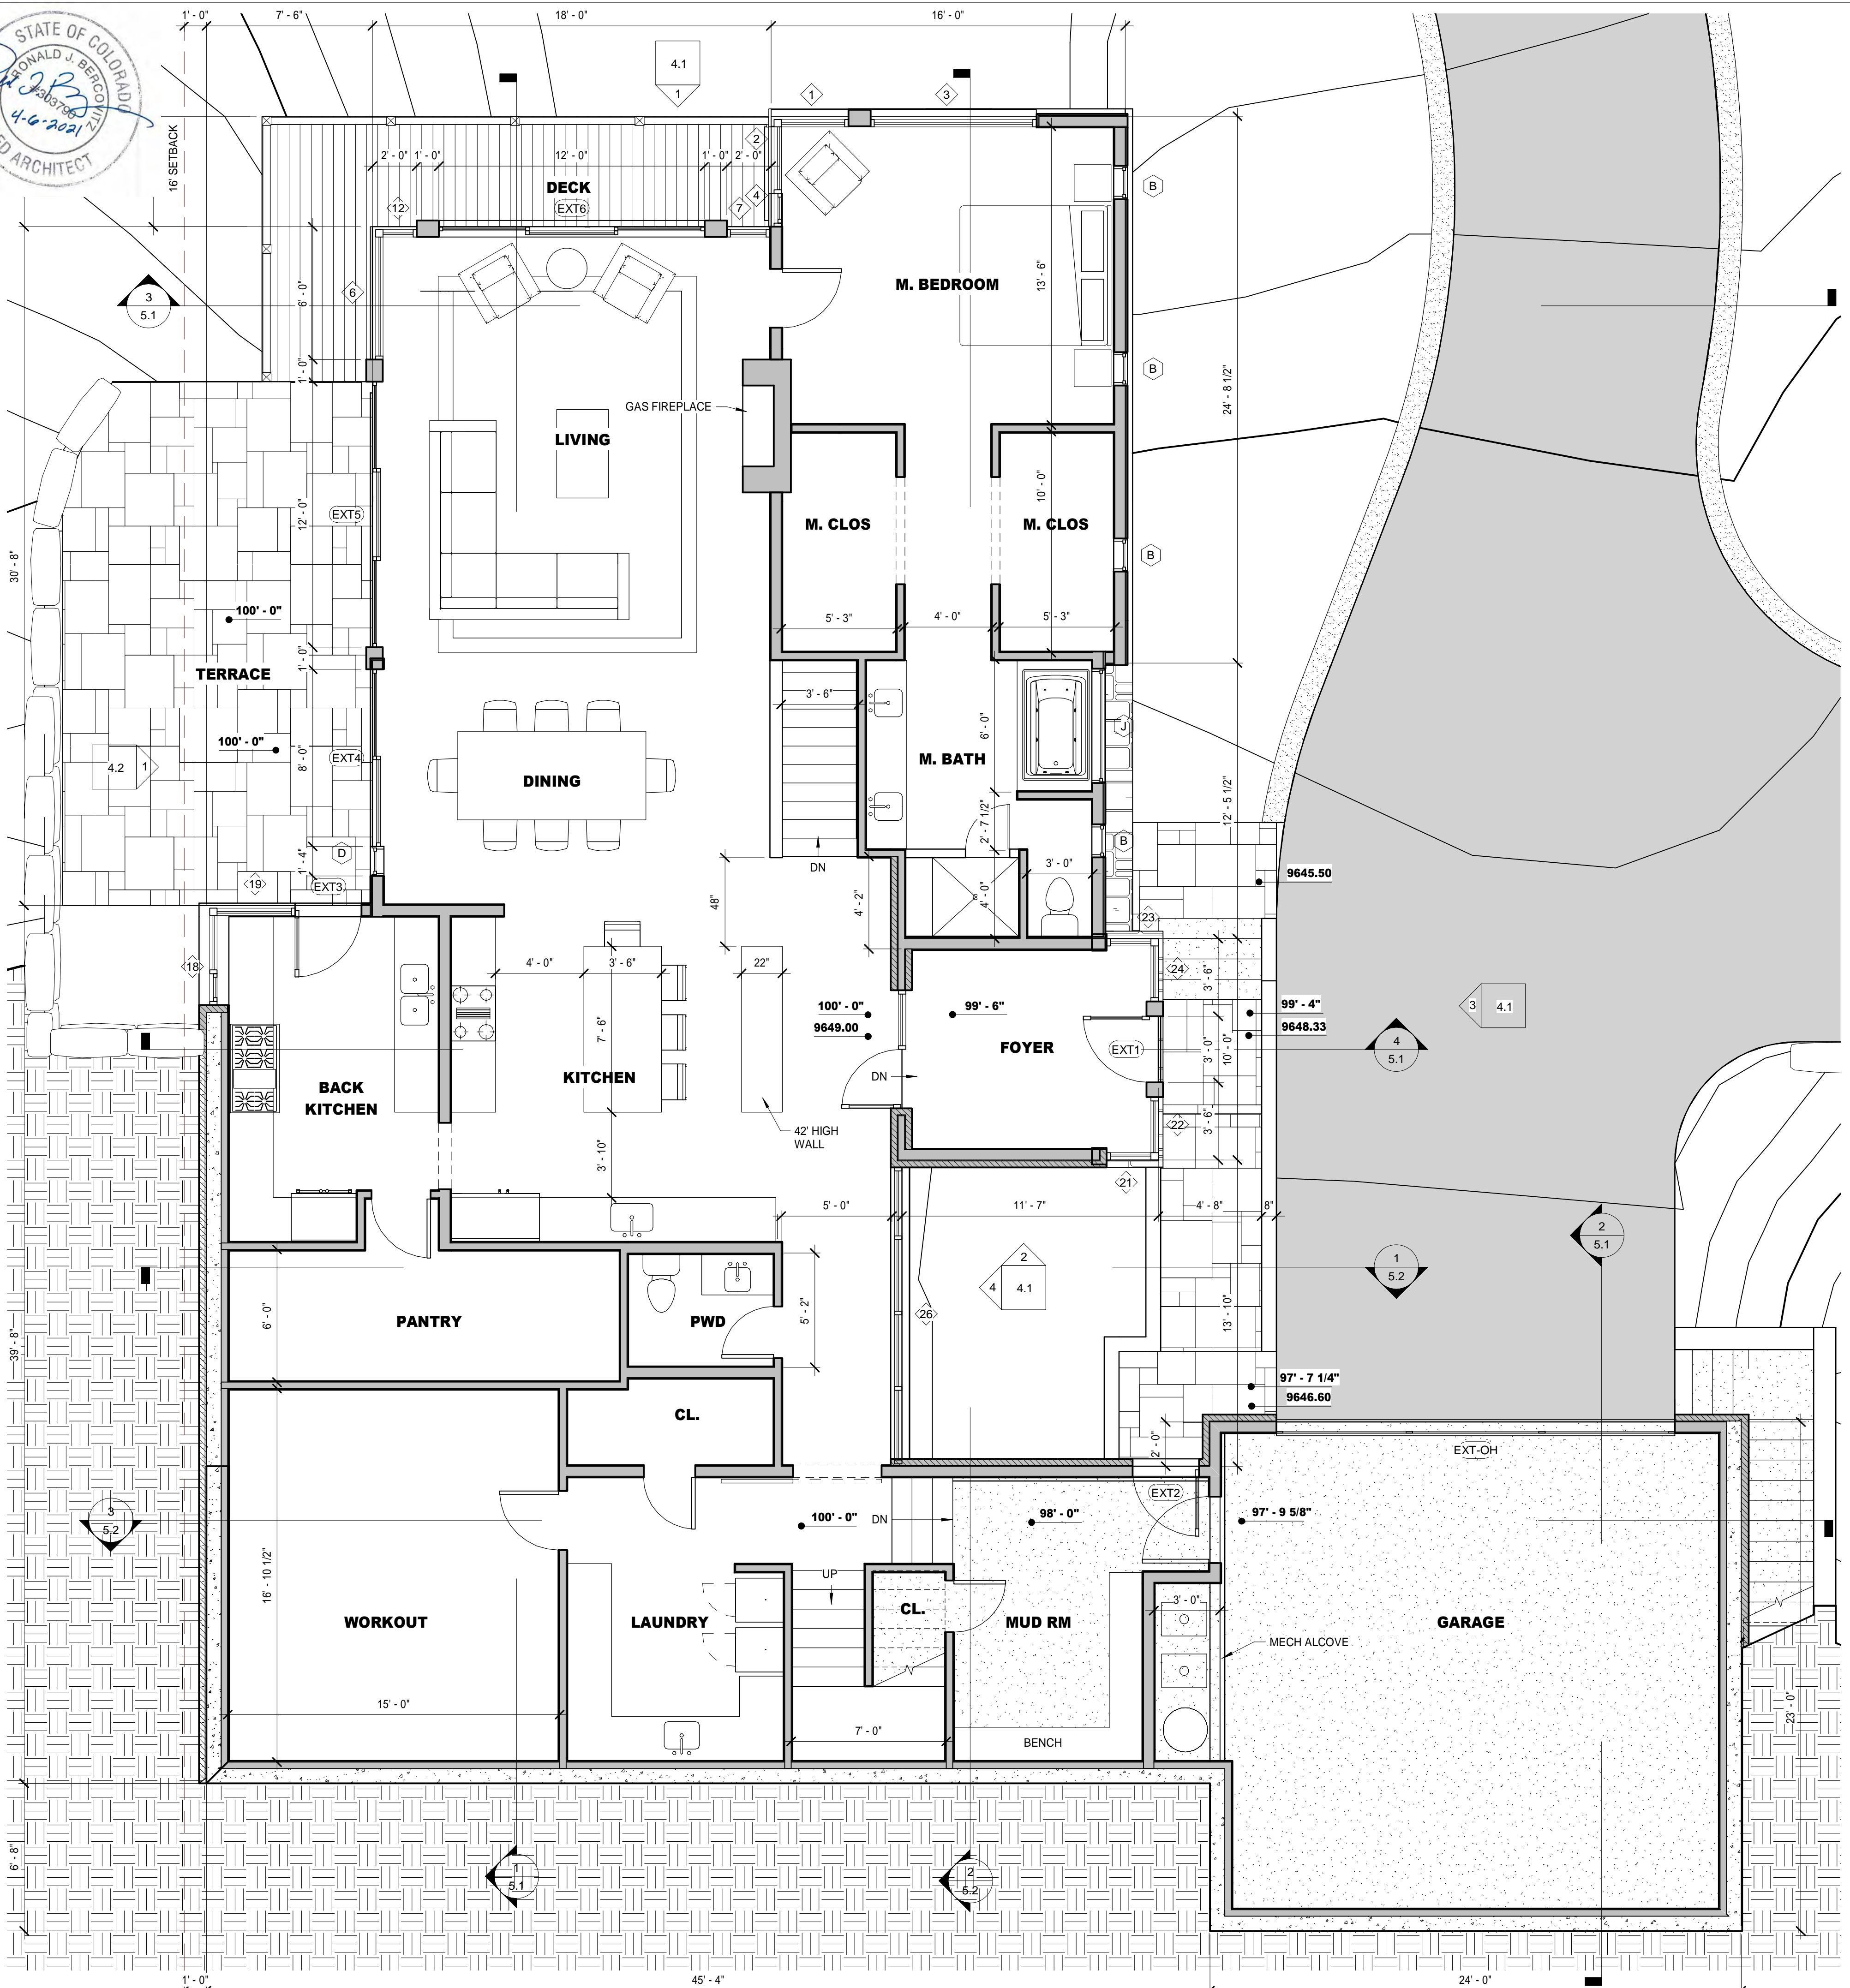 1' - 0"
7' - 6"
18' - 0"
16' - 0"
STATE OF COLORADO
RONALD J. BERCOVITZ
#303796
4-6-2021
ED ARCHITECT
16' SETBACK
4.1
1
1
3
2
2' - 0"
1' - 0"
12' - 0"
1' - 0"
2' - 0"
DECK
EXT6
12
7
4
B
M. BEDROOM
13' - 6"
6' - 0"
6
3
5.1
1' - 0"
B
24' - 8 1/2"
GAS FIREPLACE
LIVING
10' - 0"
M. CLOS
M. CLOS
EXT5
12' - 0"
B
30' - 8"
100' - 0"
5' - 3"
4' - 0"
5' - 3"
1' - 0"
TERRACE
3' - 6"
6' - 0"
J
100' - 0"
4.2
1
8' - 0"
EXT4
DINING
M. BATH
12' - 5 1/2"
2' - 7 1/2"
B
D
1' - 4"
DN
3' - 0"
19
EXT3
9645.50
48"
4' - 2"
4' - 0"
23
18
4' - 0"
3' - 6"
22"
24
3' - 6"
100' - 0"
99' - 6"
99' - 4"
9649.00
9648.33
3
4.1
7' - 6"
FOYER
EXT1
3' - 0"
10' - 0"
4
5.1
KITCHEN
DN
BACK
KITCHEN
42' HIGH
WALL
22
3' - 6"
3' - 10"
21
5' - 0"
11' - 7"
4' - 8"
8"
2
5.1
2
4
4.1
1
5.2
6' - 0"
PANTRY
PWD
5' - 2"
26
13' - 10"
39' - 8"
97' - 7 1/4"
9646.60
CL.
2' - 0"
EXT-OH
EXT2
3
5.2
100' - 0"
DN
98' - 0"
97' - 9 5/8"
16' - 10 1/2"
UP
3' - 0"
WORKOUT
LAUNDRY
CL.
MUD RM
GARAGE
MECH ALCOVE
15' - 0"
7' - 0"
BENCH
23' - 0"
6' - 8"
1
5.1
2
5.2
1' - 0"
45' - 4"
24' - 0"